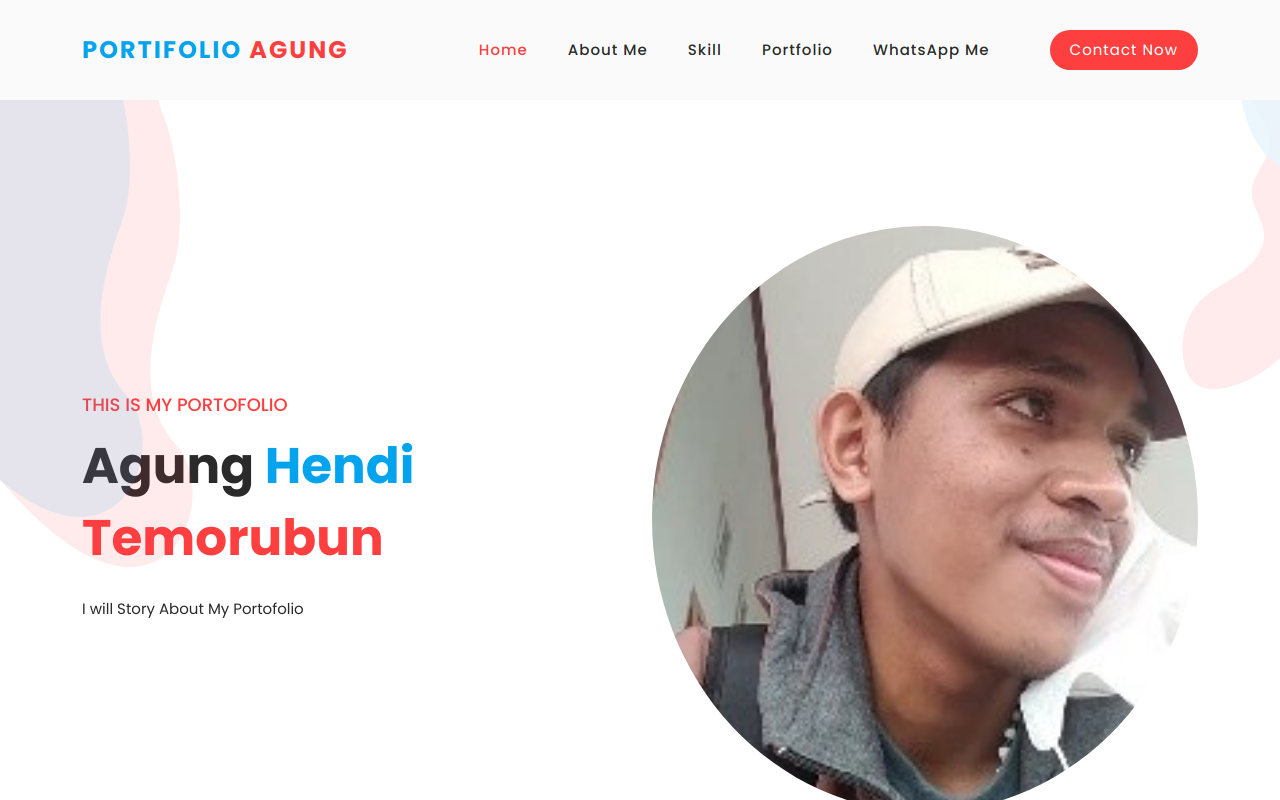 PORTIFOLIO AGUNG
Home
About Me
Skill
Portfolio
WhatsApp Me
Contact Now
THIS IS MY PORTOFOLIO
Agung Hendi
Temorubun
I will Story About My Portofolio